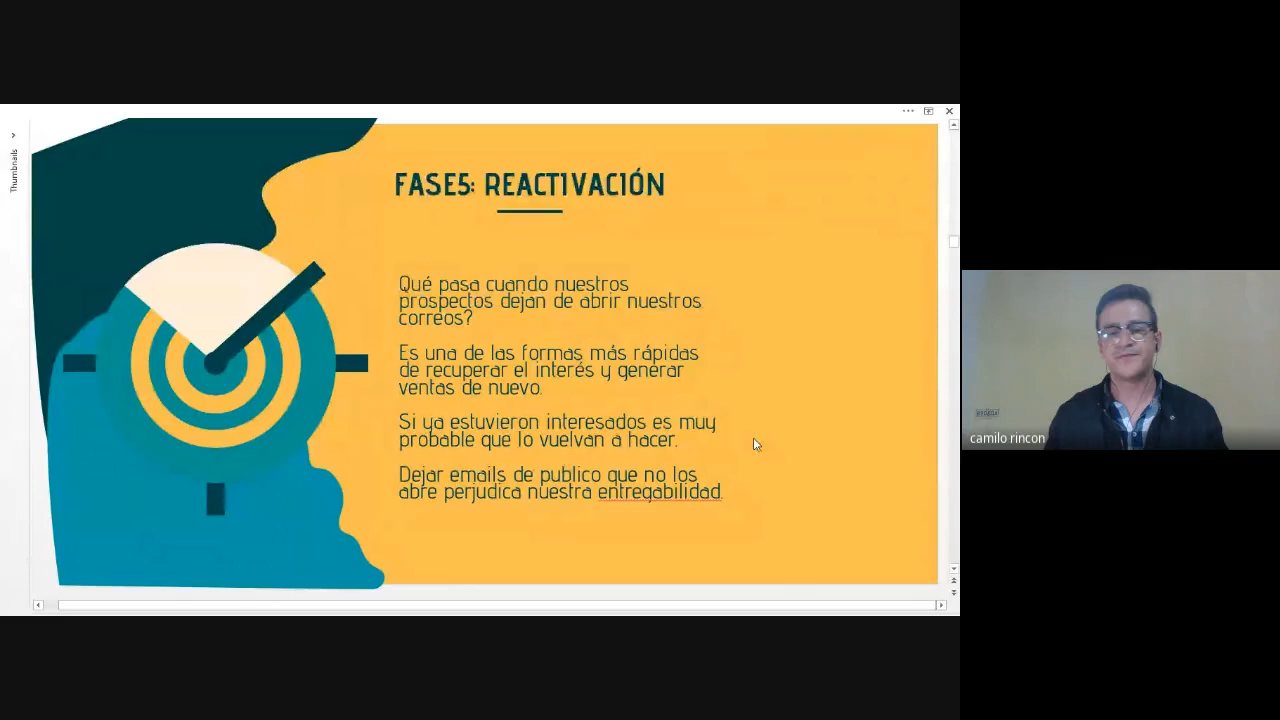 Thumbnails
FASE5: REACTIVACIÓN
Qué pasa cuando nuestros
prospectos dejan de abrir nuestros
correos?
Es una de las formas más rápidas
de recuperar el interés y generar
ventas de nuevo.
Si ya estuvieron interesados es muy
probable que lo vuelvan a hacer.
Dejar emails de publico que no los
abre perjudica nuestra entregabilidad.
camilo rincon